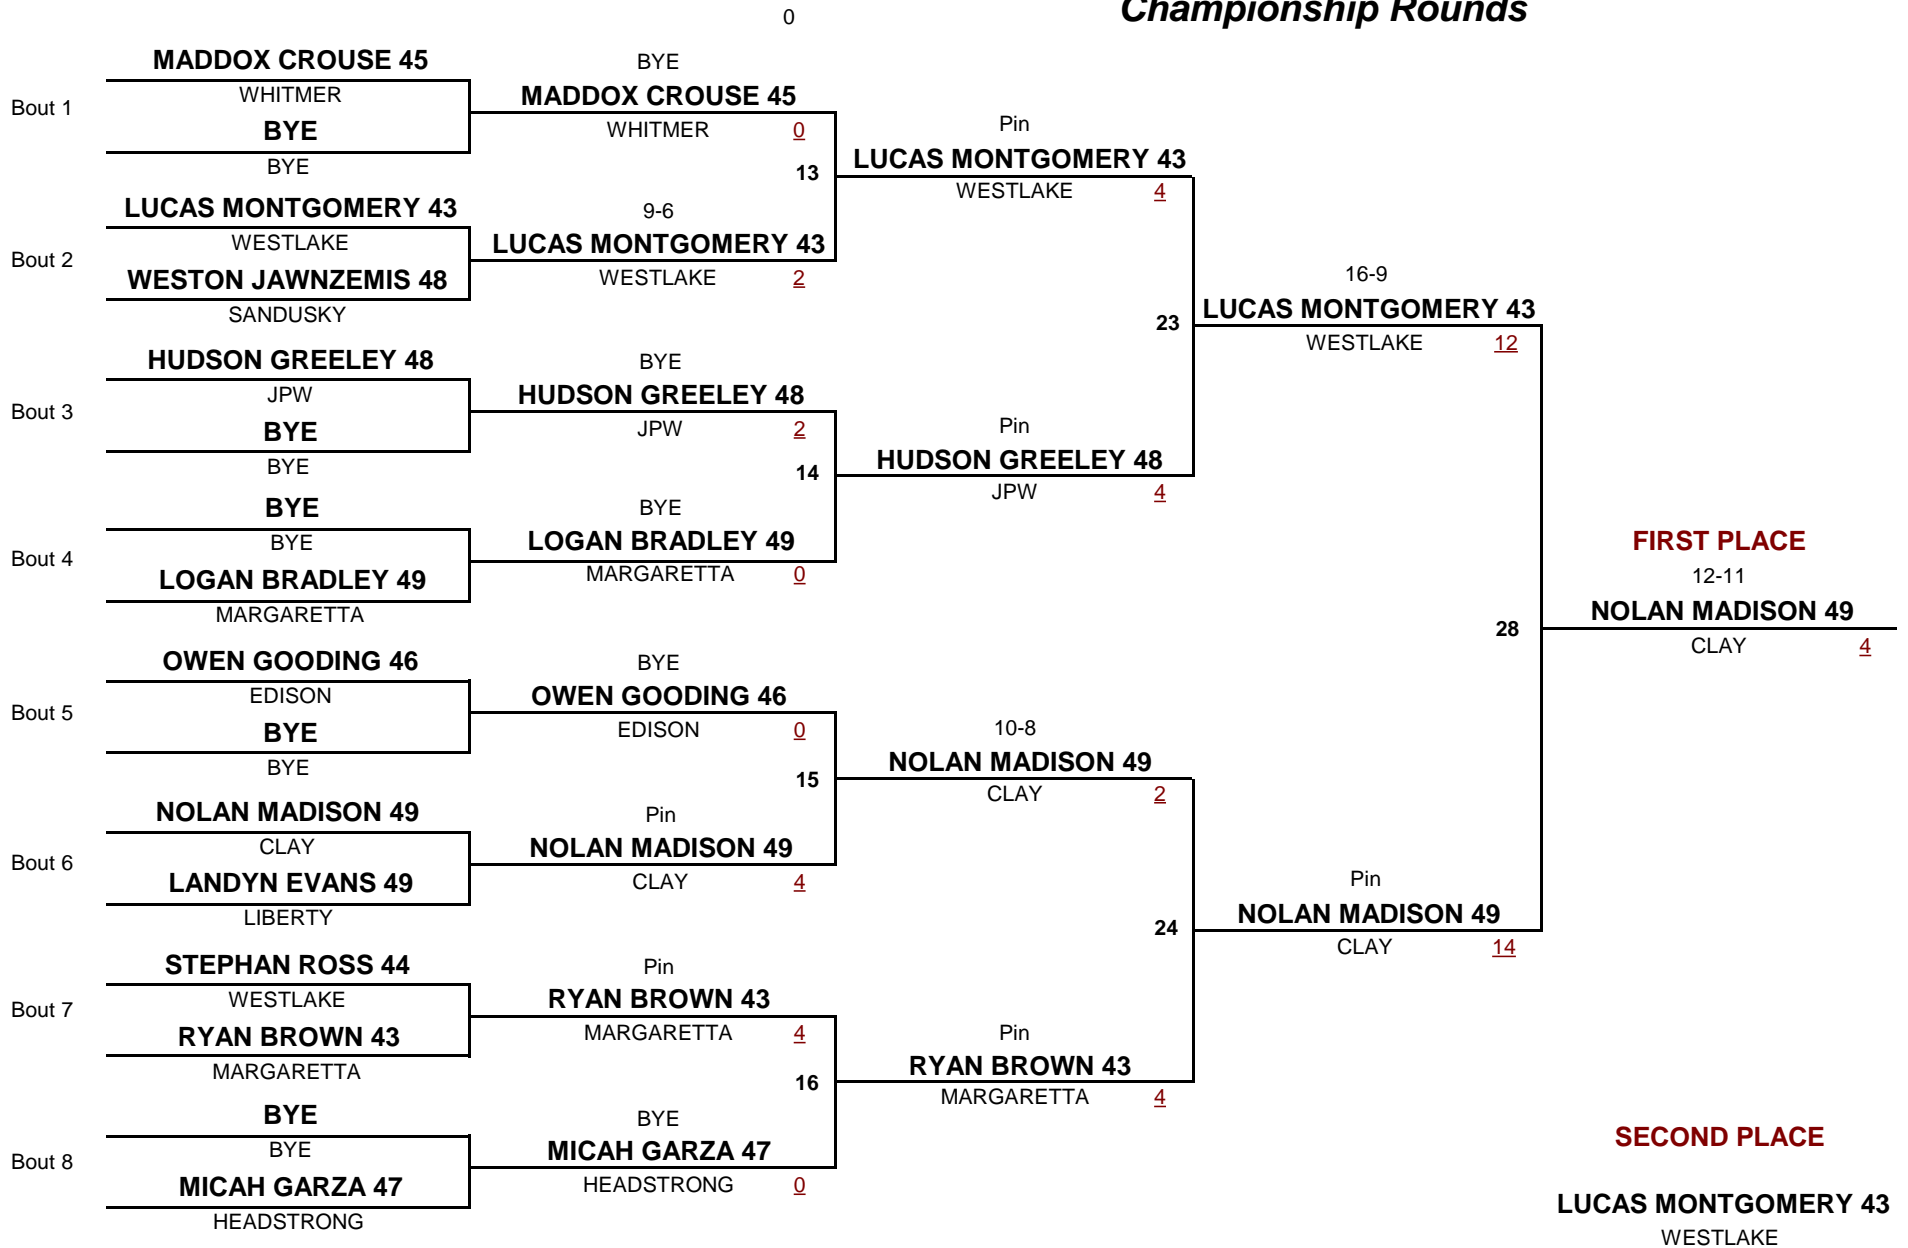 Championship Rounds
0
MADDOX CROUSE 45
Bout 1
WHITMER
BYE
BYE
LUCAS MONTGOMERY 43
Bout 2
WESTLAKE
WESTON JAWNZEMIS 48
SANDUSKY
HUDSON GREELEY 48
Bout 3
JPW
BYE
BYE
BYE
Bout 4
BYE
LOGAN BRADLEY 49
MARGARETTA
OWEN GOODING 46
Bout 5
EDISON
BYE
BYE
NOLAN MADISON 49
Bout 6
CLAY
LANDYN EVANS 49
LIBERTY
STEPHAN ROSS 44
Bout 7
WESTLAKE
RYAN BROWN 43
MARGARETTA
BYE
Bout 8
BYE
MICAH GARZA 47
HEADSTRONG
BYE
MADDOX CROUSE 45
WHITMER 0
13
9-6
LUCAS MONTGOMERY 43
WESTLAKE 2
BYE
HUDSON GREELEY 48
JPW 2
14
BYE
LOGAN BRADLEY 49
MARGARETTA 0
BYE
OWEN GOODING 46
EDISON 0
15
Pin
NOLAN MADISON 49
CLAY 4
Pin
RYAN BROWN 43
MARGARETTA 4
16
BYE
MICAH GARZA 47
HEADSTRONG 0
Pin
LUCAS MONTGOMERY 43
WESTLAKE 4
23
Pin
HUDSON GREELEY 48
JPW 4
10-8
NOLAN MADISON 49
CLAY 2
24
Pin
RYAN BROWN 43
MARGARETTA 4
16-9
LUCAS MONTGOMERY 43
WESTLAKE 12
28
Pin
NOLAN MADISON 49
CLAY 14
FIRST PLACE
12-11
NOLAN MADISON 49
CLAY 4
SECOND PLACE
LUCAS MONTGOMERY 43
WESTLAKE